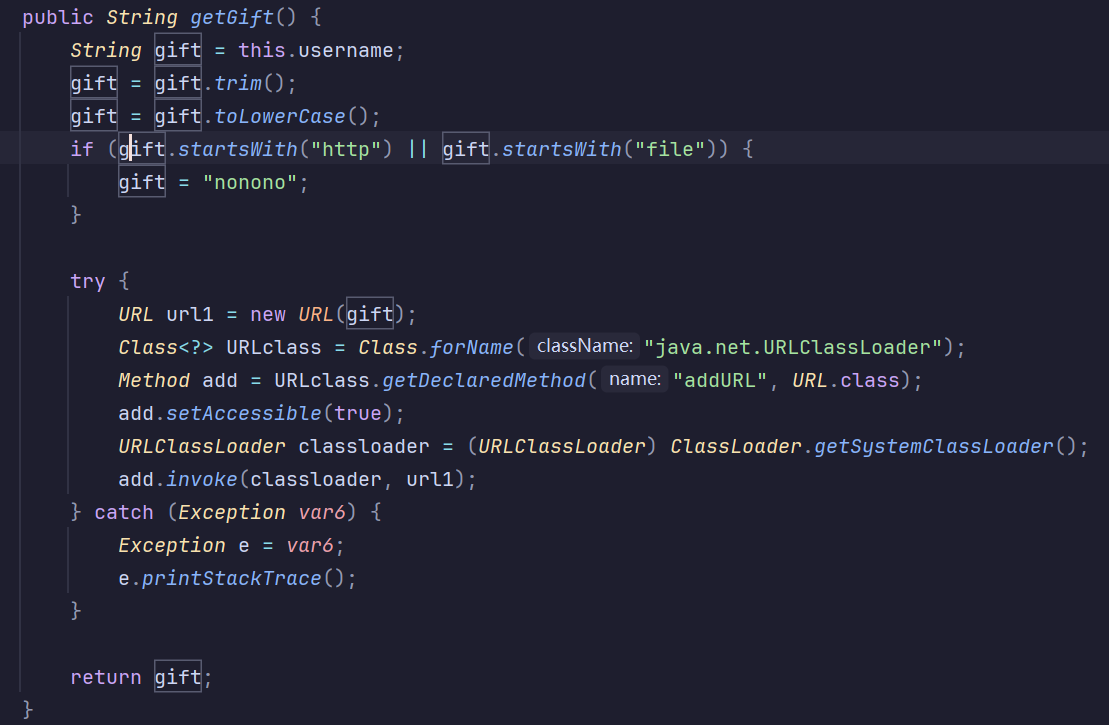 public String getGift() {
    String gift = this.username;
    gift = gift.trim();
    gift = gift.toLowerCase();
    if (gift.startsWith("http") || gift.startsWith("file")) {
        gift = "nonono";
    }

    try {
        URL url1 = new URL(gift);
        Class<?> URLclass = Class.forName( className: "java.net.URLClassLoader");
        Method add = URLclass.getDeclaredMethod( name: "addURL", URL.class);
        add.setAccessible(true);
        URLClassLoader classloader = (URLClassLoader) ClassLoader.getSystemClassLoader();
        add.invoke(classloader, url1);
    } catch (Exception var6) {
        Exception e = var6;
        e.printStackTrace();
    }

    return gift;
}